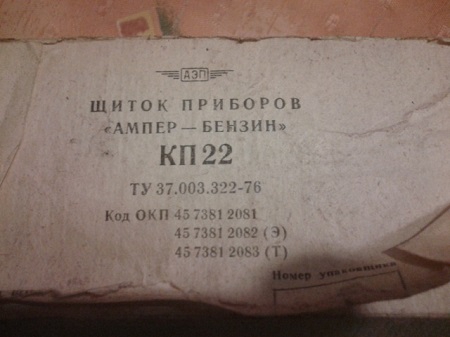 АЭП
ЩИТОК ПРИБОРОВ
«АМПЕР — БЕНЗИН»
КП22
ТУ 37.003.322-76
Код ОКП 45 7381 2081
45 7381 2082 (Э)
45 7381 2083 (Т)
Номер упаковщика